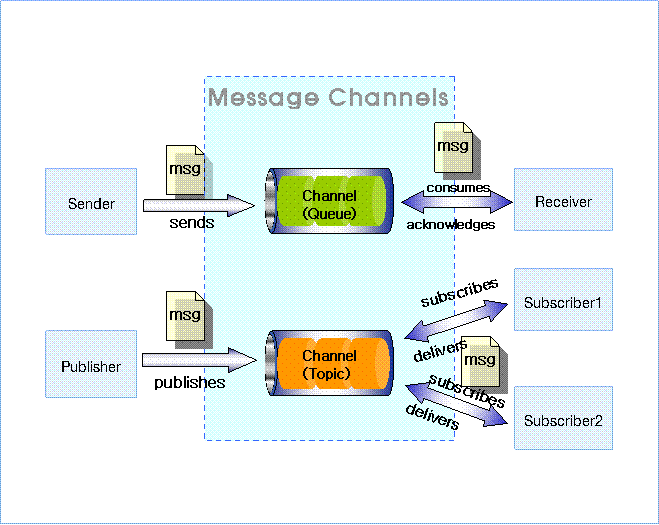 Message Channels
msg
msg
Sender
sends
Channel
(Queue)
consumes
acknowledges
Receiver
msg
Publisher
publishes
Channel
(Topic)
subscribes
delivers
Subscriber1
msg
subscribes
delivers
Subscriber2